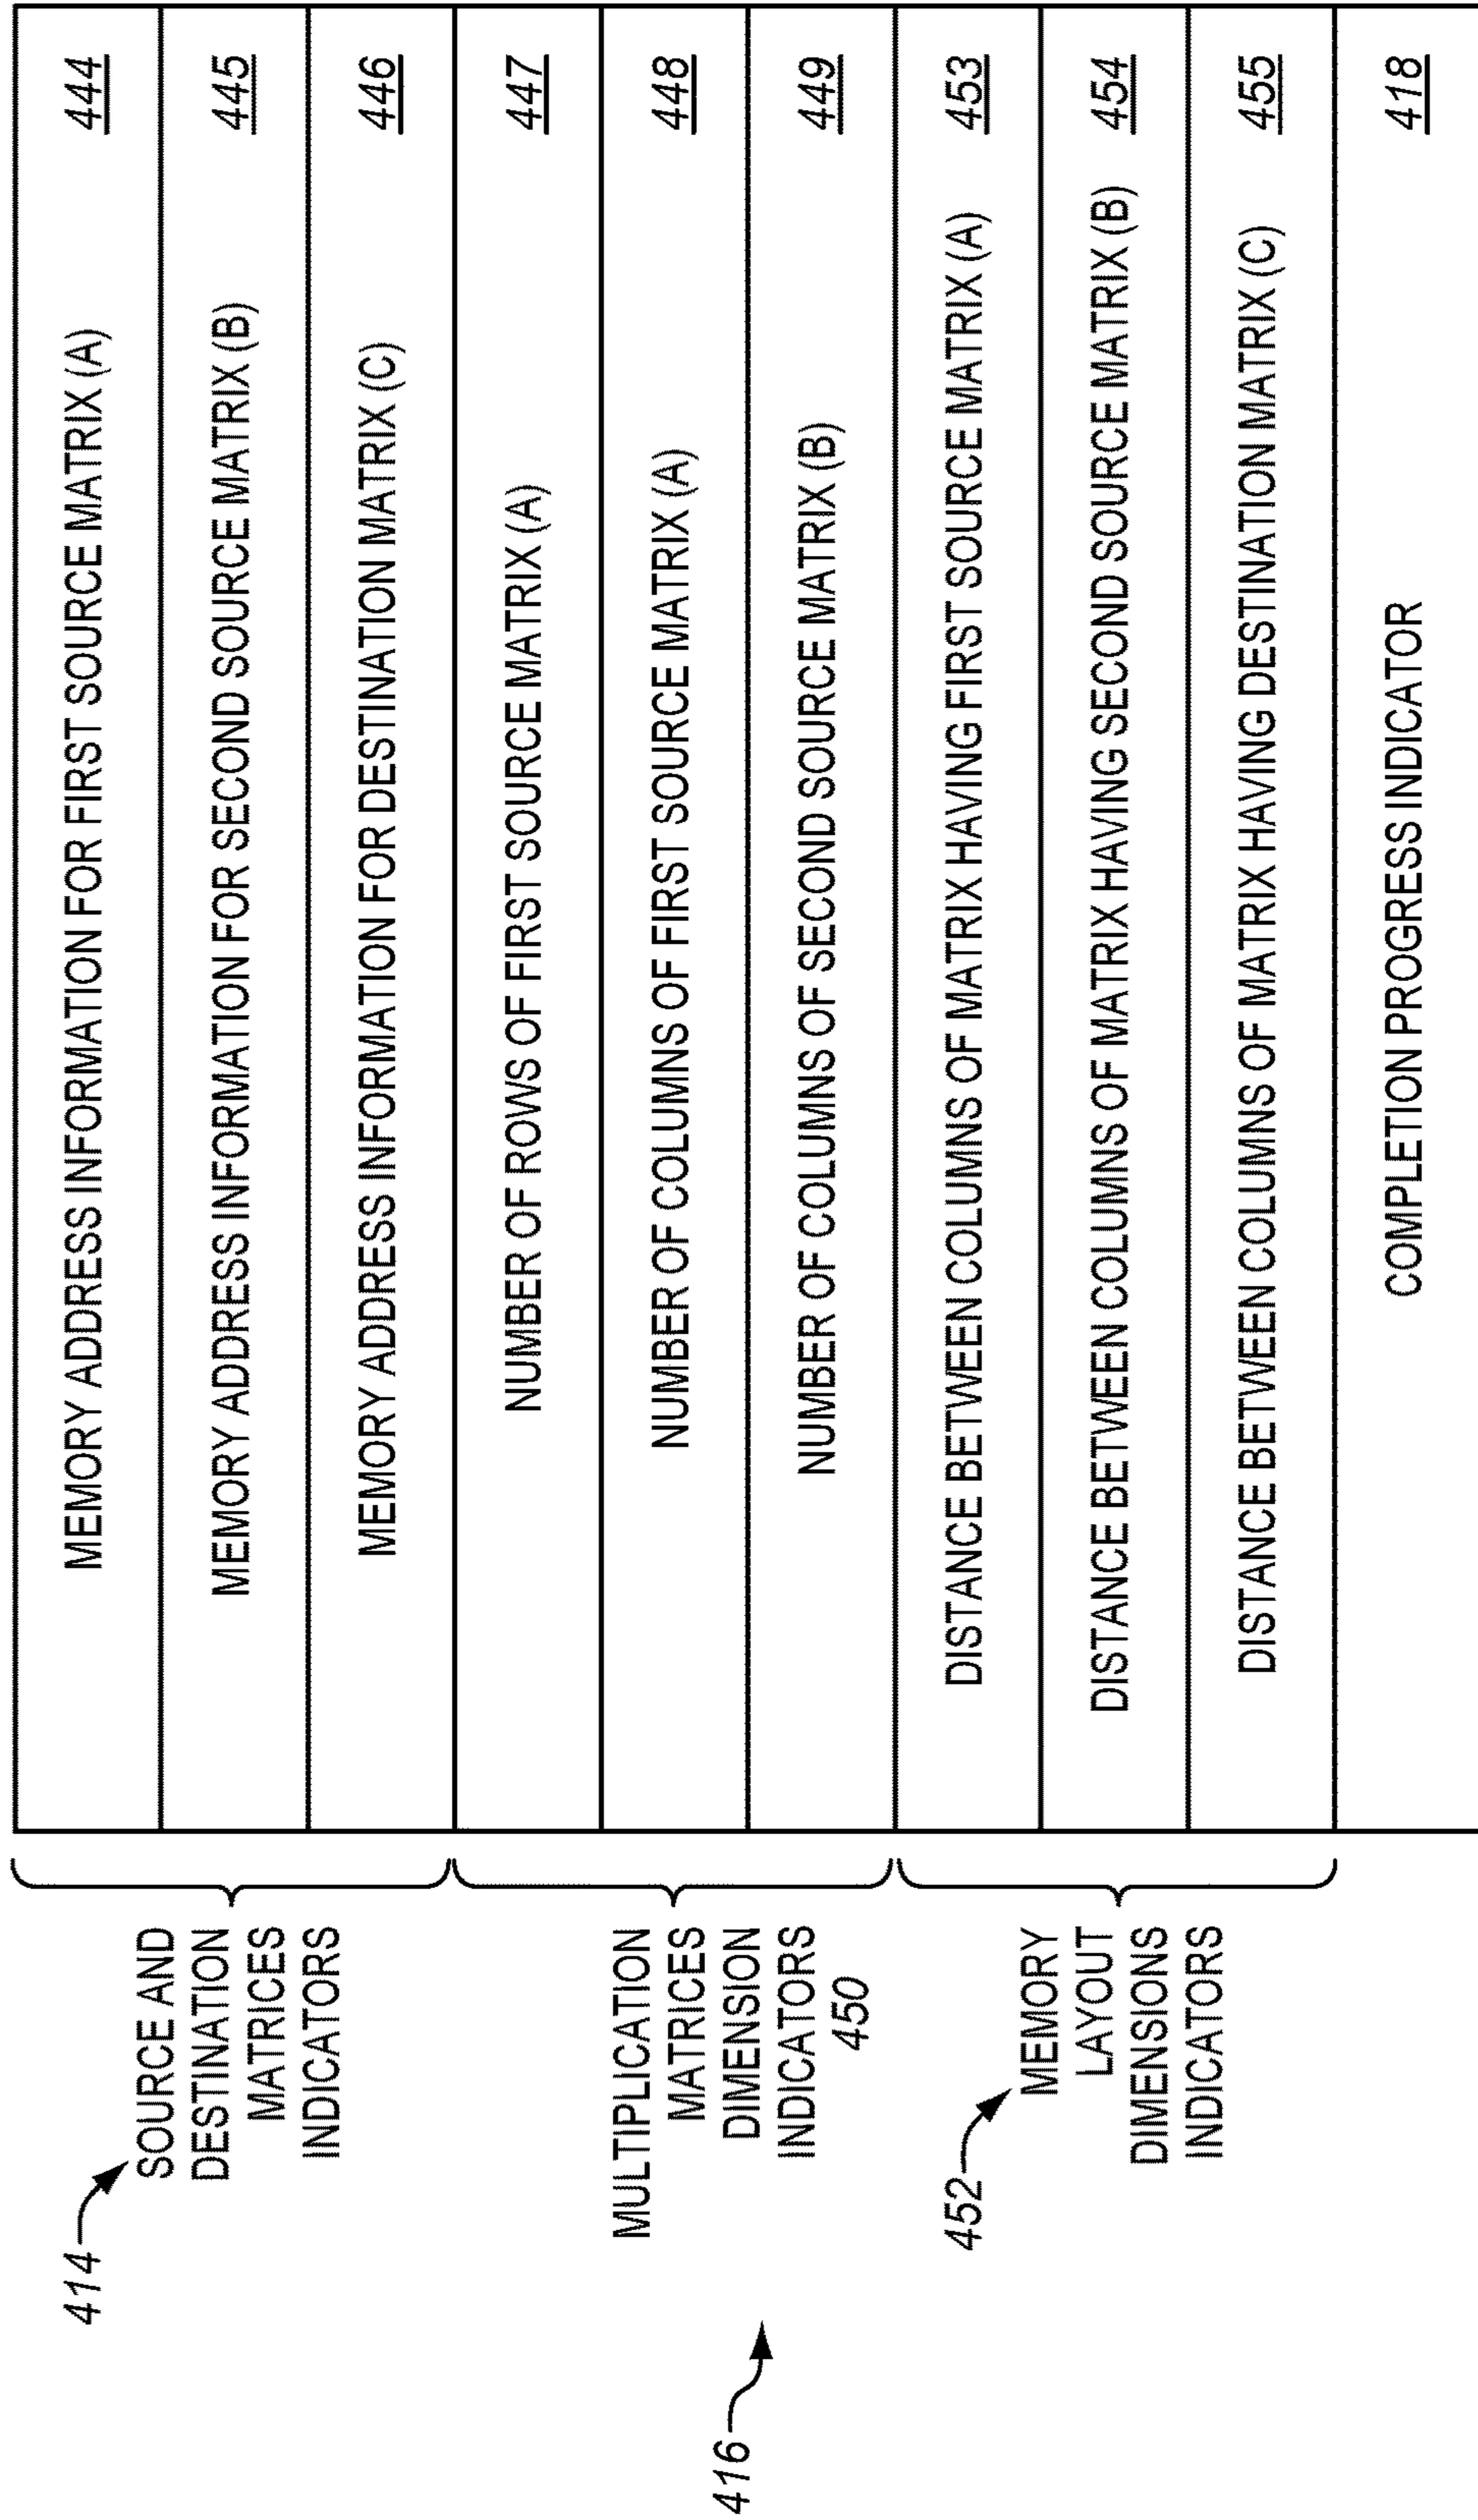 414
SOURCE AND
DESTINATION
MATRICES
INDICATORS
MEMORY ADDRESS INFORMATION FOR FIRST SOURCE MATRIX (A) 444
MEMORY ADDRESS INFORMATION FOR SECOND SOURCE MATRIX (B) 445
MEMORY ADDRESS INFORMATION FOR DESTINATION MATRIX (C) 446
416
MULTIPLICATION
MATRICES
DIMENSION
INDICATORS
450
NUMBER OF ROWS OF FIRST SOURCE MATRIX (A) 447
NUMBER OF COLUMNS OF FIRST SOURCE MATRIX (A) 448
NUMBER OF COLUMNS OF SECOND SOURCE MATRIX (B) 449
452
MEMORY
LAYOUT
DIMENSIONS
INDICATORS
DISTANCE BETWEEN COLUMNS OF MATRIX HAVING FIRST SOURCE MATRIX (A) 453
DISTANCE BETWEEN COLUMNS OF MATRIX HAVING SECOND SOURCE MATRIX (B) 454
DISTANCE BETWEEN COLUMNS OF MATRIX HAVING DESTINATION MATRIX (C) 455
COMPLETION PROGRESS INDICATOR 418